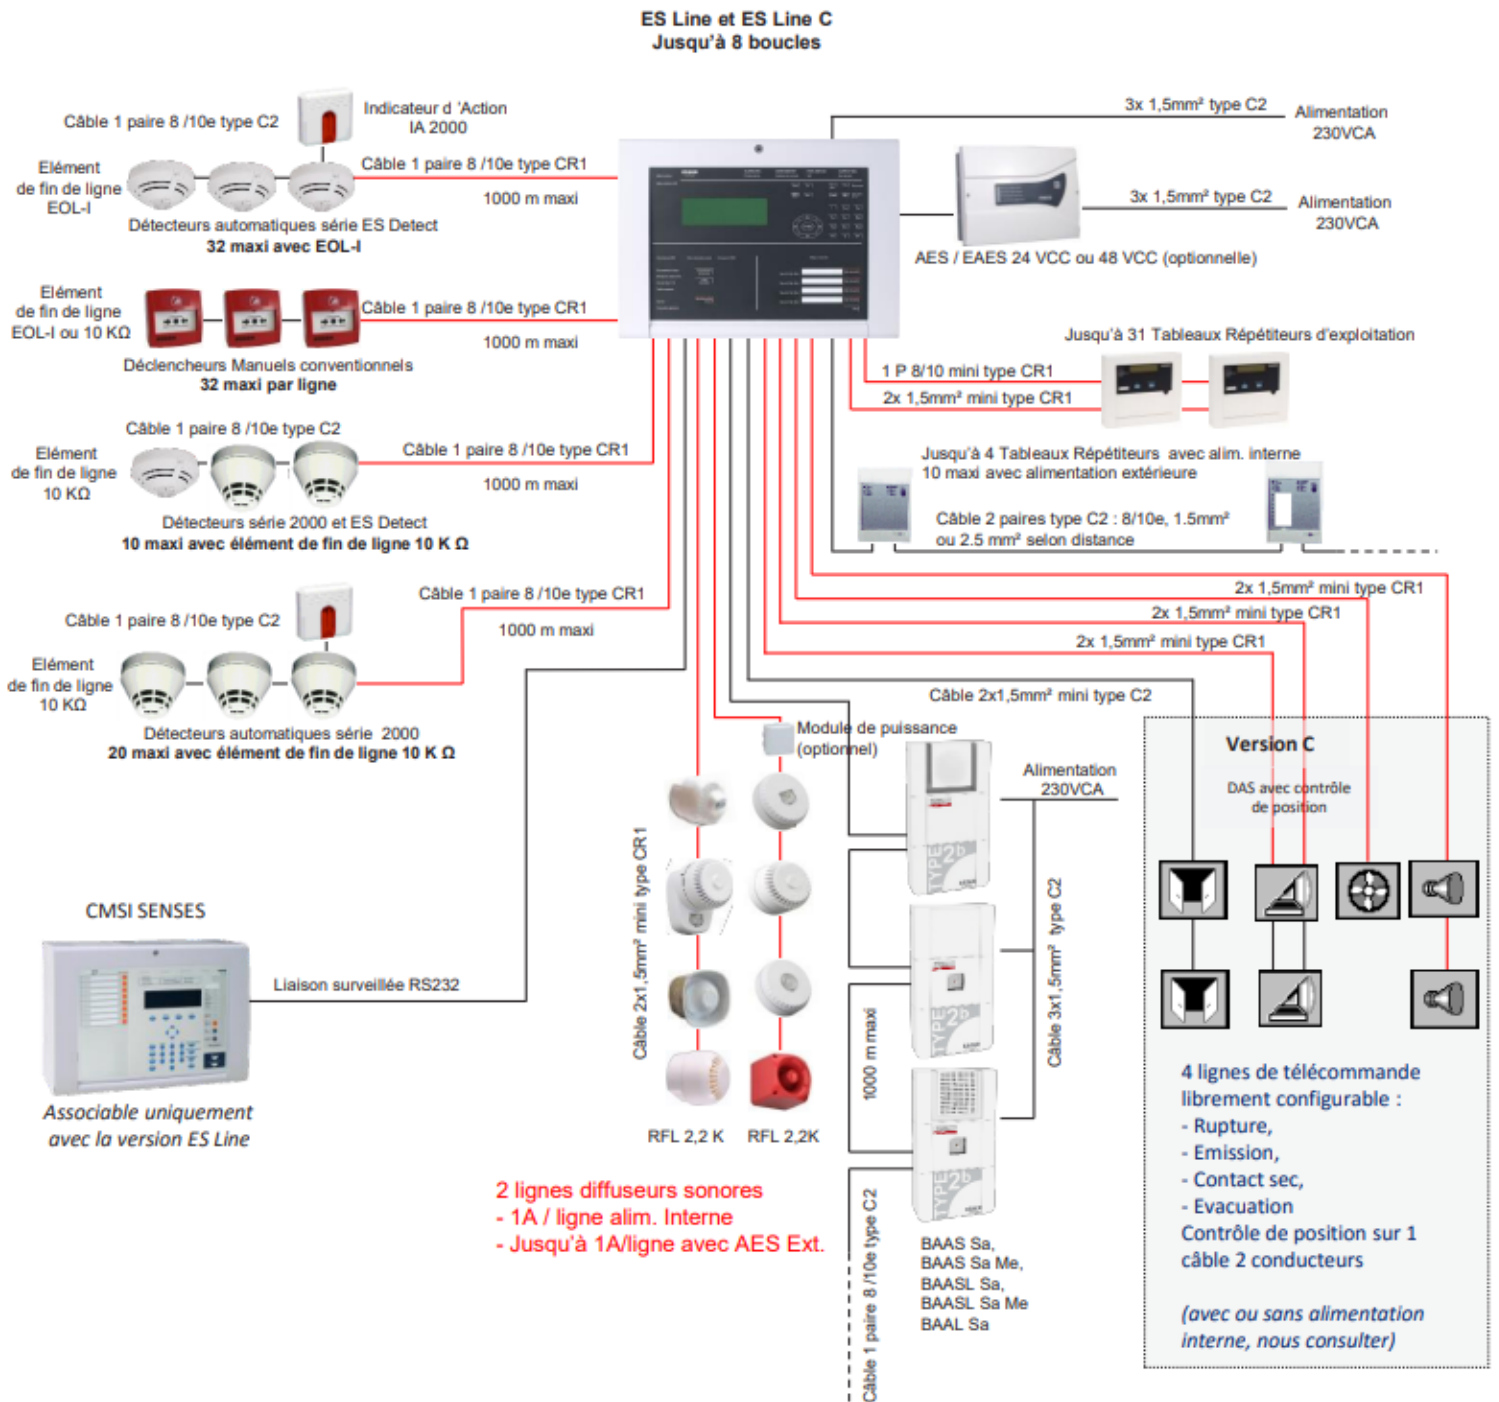 ES Line et ES Line C
Jusqu'à 8 boucles
Câble 1 paire 8 /10e type C2
Indicateur d 'Action
IA 2000
Elément
de fin de ligne
EOL-I
Câble 1 paire 8 /10e type CR1
1000 m maxi
Détecteurs automatiques série ES Detect
32 maxi avec EOL-I
3x 1,5mm² type C2
Alimentation
230VCA
3x 1,5mm² type C2
Alimentation
230VCA
AES / EAES 24 VCC ou 48 VCC (optionnelle)
Elément
de fin de ligne
EOL-I ou 10 KΩ
Câble 1 paire 8 /10e type CR1
1000 m maxi
Déclencheurs Manuels conventionnels
32 maxi par ligne
Jusqu'à 31 Tableaux Répétiteurs d'exploitation
1 P 8/10 mini type CR1
2x 1,5mm² mini type CR1
Câble 1 paire 8 /10e type C2
Elément
de fin de ligne
10 KΩ
Câble 1 paire 8 /10e type CR1
1000 m maxi
Détecteurs série 2000 et ES Detect
10 maxi avec élément de fin de ligne 10 K Ω
Jusqu'à 4 Tableaux Répétiteurs avec alim. interne
10 maxi avec alimentation extérieure
Câble 2 paires type C2 : 8/10e, 1.5mm²
ou 2.5 mm² selon distance
Câble 1 paire 8 /10e type C2
Elément
de fin de ligne
10 KΩ
Câble 1 paire 8 /10e type CR1
1000 m maxi
Détecteurs automatiques série 2000
20 maxi avec élément de fin de ligne 10 K Ω
2x 1,5mm² mini type CR1
2x 1,5mm² mini type CR1
2x 1,5mm² mini type CR1
Câble 2x1,5mm² mini type C2
Module de puissance
(optionnel)
Alimentation
230VCA
Câble 2x1,5mm² mini type CR1
TYPE 2b
TYPE 2b
TYPE 2b
1000 m maxi
Câble 3x1,5mm² type C2
Câble 1 paire 8 /10e type C2
RFL 2,2 K
RFL 2,2K
2 lignes diffuseurs sonores
- 1A / ligne alim. Interne
- Jusqu'à 1A/ligne avec AES Ext.
BAAS Sa,
BAAS Sa Me,
BAASL Sa,
BAASL Sa Me
BAAL Sa
CMSI SENSES
Liaison surveillée RS232
Associable uniquement
avec la version ES Line
Version C
DAS avec contrôle
de position
4 lignes de télécommande
librement configurable :
- Rupture,
- Emission,
- Contact sec,
- Evacuation
Contrôle de position sur 1
câble 2 conducteurs
(avec ou sans alimentation
interne, nous consulter)